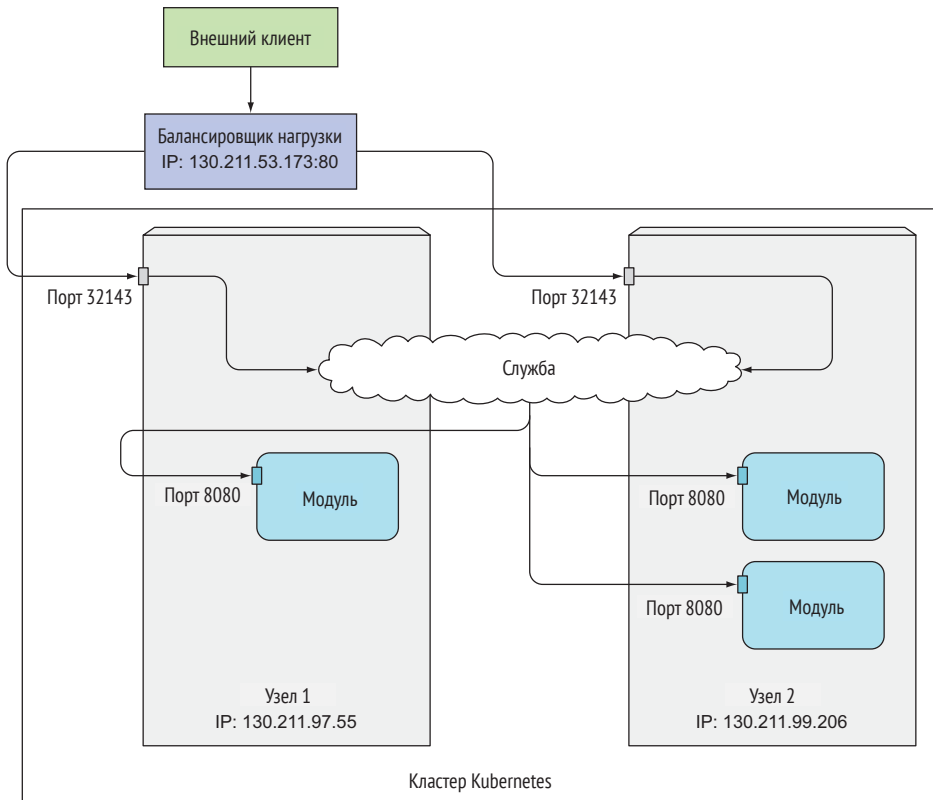 Внешний клиент
Балансировщик нагрузки
IP: 130.211.53.173:80
Порт 32143
Порт 32143
Служба
Порт 8080
Модуль
Порт 8080
Модуль
Порт 8080
Модуль
Узел 1
IP: 130.211.97.55
Узел 2
IP: 130.211.99.206
Кластер Kubernetes